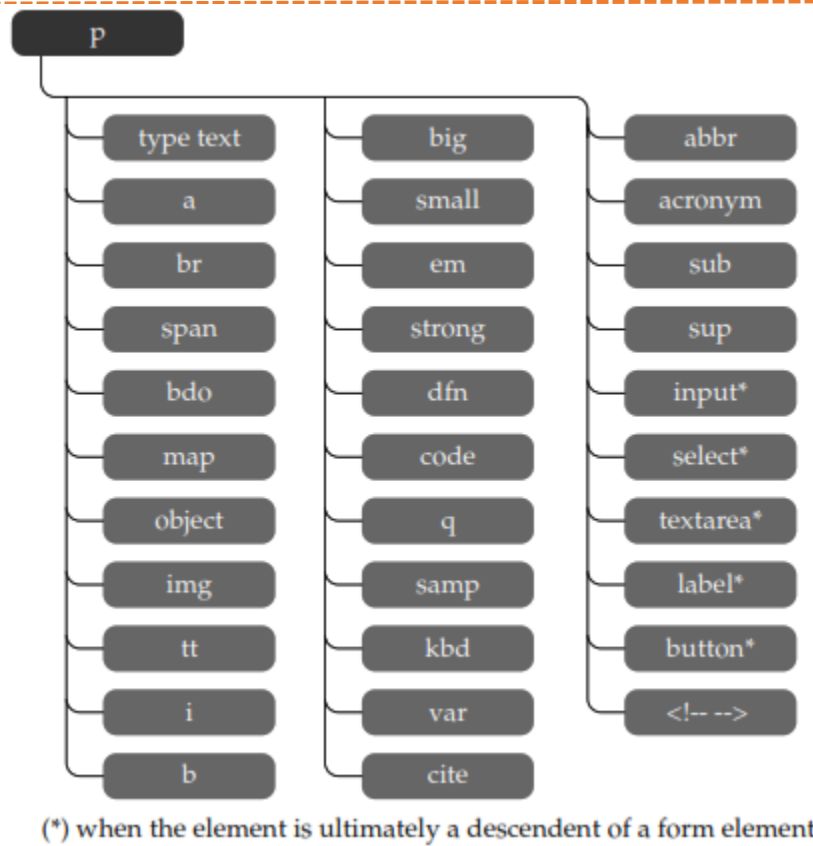 p
type text
a
br
span
bdo
map
object
img
tt
i
b
big
small
em
strong
dfn
code
q
samp
kbd
var
cite
abbr
acronym
sub
sup
input*
select*
textarea*
label*
button*
<!-- -->
(*) when the element is ultimately a descendent of a form element